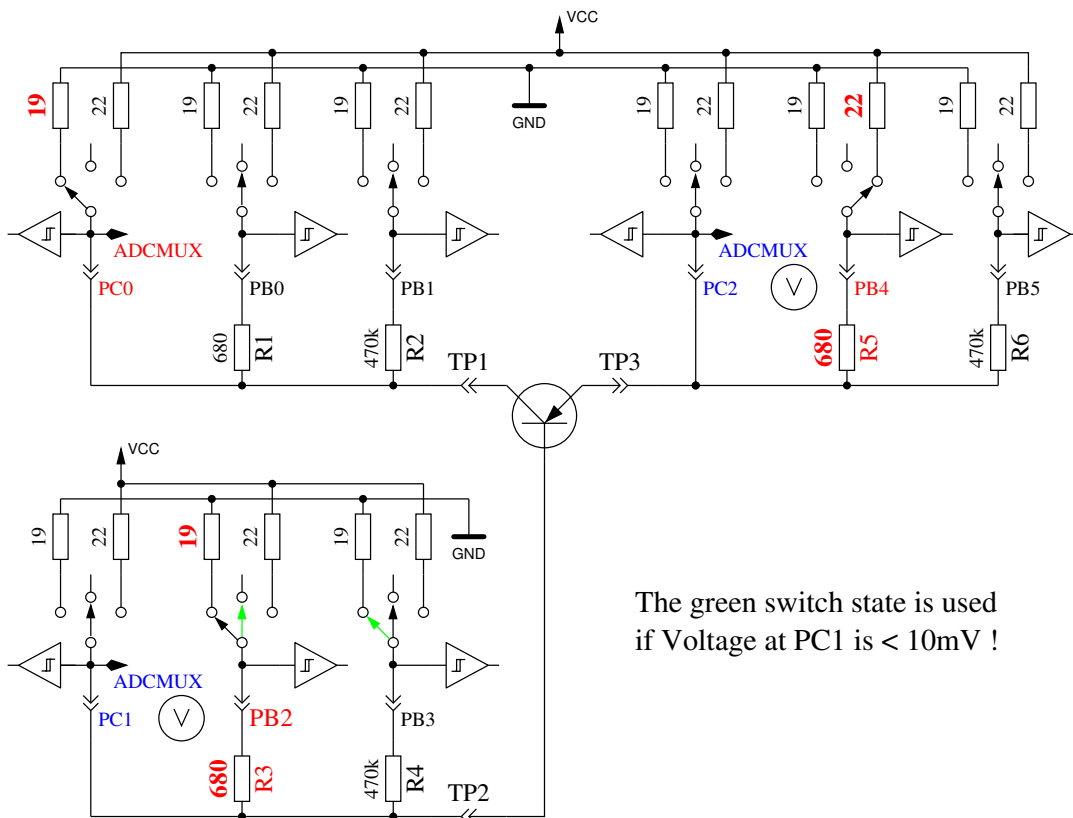 VCC
19
22
19
22
19
22
GND
19
22
19
22
19
22
ADCMUX
PC0
PB0
PB1
ADCMUX
PC2
V
PB4
PB5
680
R1
470k
R2
680
R5
470k
R6
TP1
TP3
VCC
19
22
19
22
19
22
GND
The green switch state is used
if Voltage at PC1 is < 10mV !
ADCMUX
PC1
V
PB2
PB3
680
R3
470k
R4
TP2